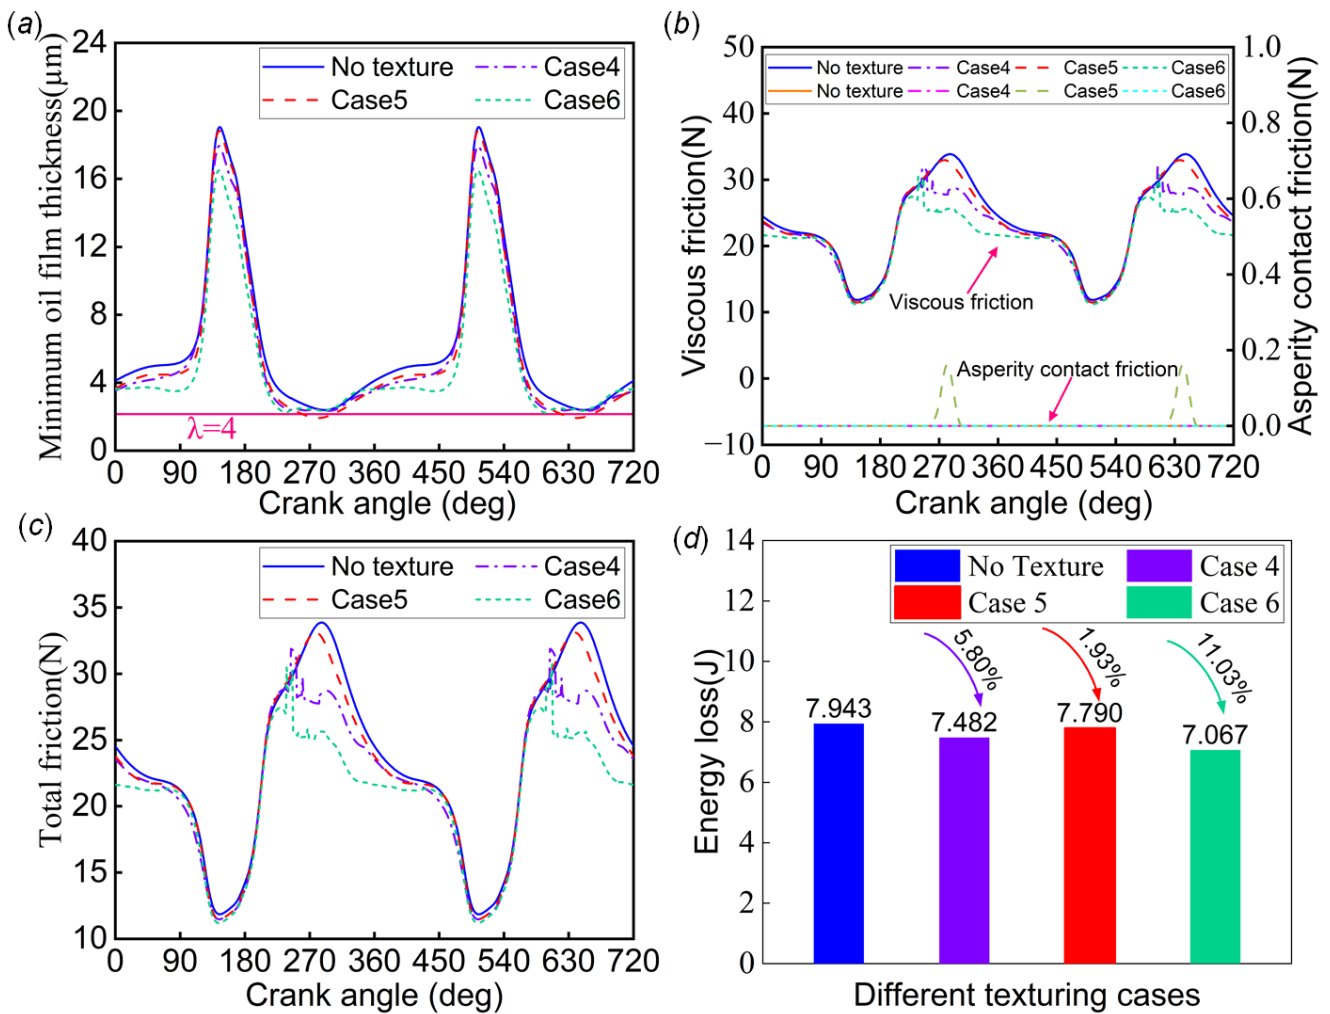 (a)
Minimum oil film thickness(μm)
24
20
16
12
8
4
0
No texture
Case4
Case5
Case6
λ=4
0 90 180 270 360 450 540 630 720
Crank angle (deg)
(b)
Viscous friction(N)
50
40
30
20
10
0
−10
No texture Case4 Case5 Case6
No texture Case4 Case5 Case6
Viscous friction
Asperity contact friction
1.0
0.8
0.6
0.4
0.2
0.0
Asperity contact friction(N)
0 90 180 270 360 450 540 630 720
Crank angle (deg)
(c)
Total friction(N)
40
35
30
25
20
15
10
No texture
Case4
Case5
Case6
0 90 180 270 360 450 540 630 720
Crank angle (deg)
(d)
Energy loss(J)
14
12
10
8
6
4
2
0
No Texture
Case 4
Case 5
Case 6
5.80%
1.93%
11.03%
7.943
7.482
7.790
7.067
Different texturing cases